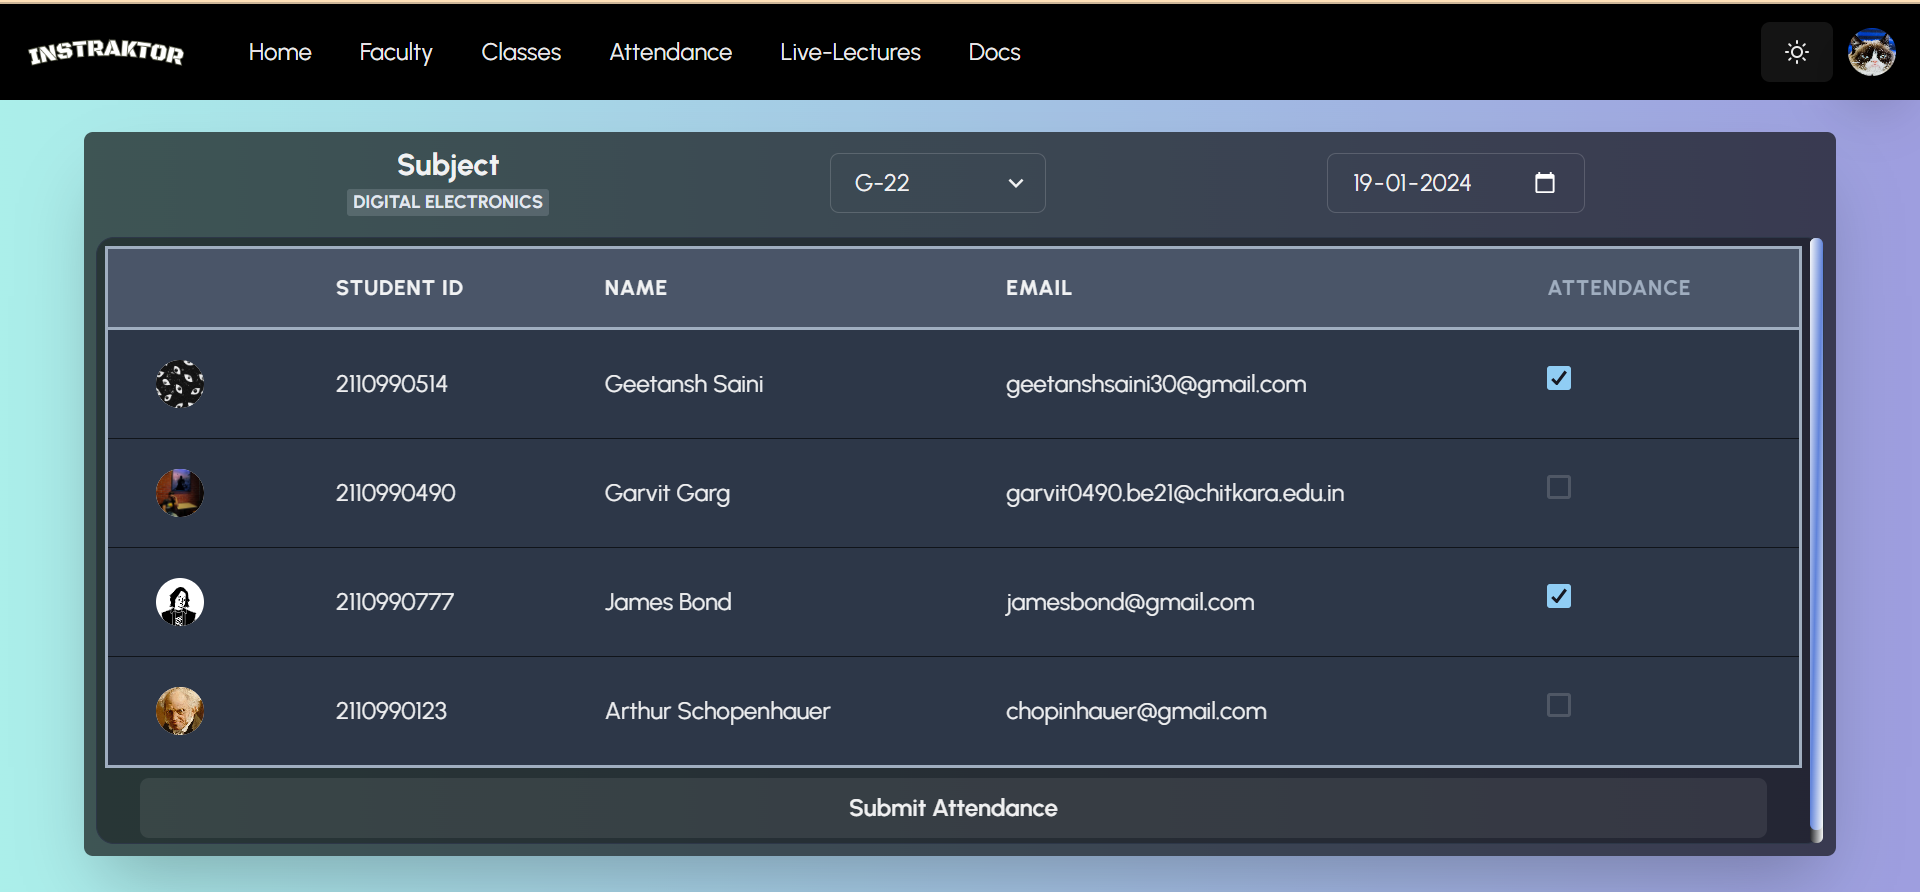 INSTRAKTOR Home Faculty Classes Attendance Live-Lectures Docs
Subject
DIGITAL ELECTRONICS
G-22
19-01-2024
STUDENT ID NAME EMAIL ATTENDANCE
2110990514 Geetansh Saini geetanshsaini30@gmail.com
2110990490 Garvit Garg garvit0490.be21@chitkara.edu.in
2110990777 James Bond jamesbond@gmail.com
2110990123 Arthur Schopenhauer chopinhauer@gmail.com
Submit Attendance